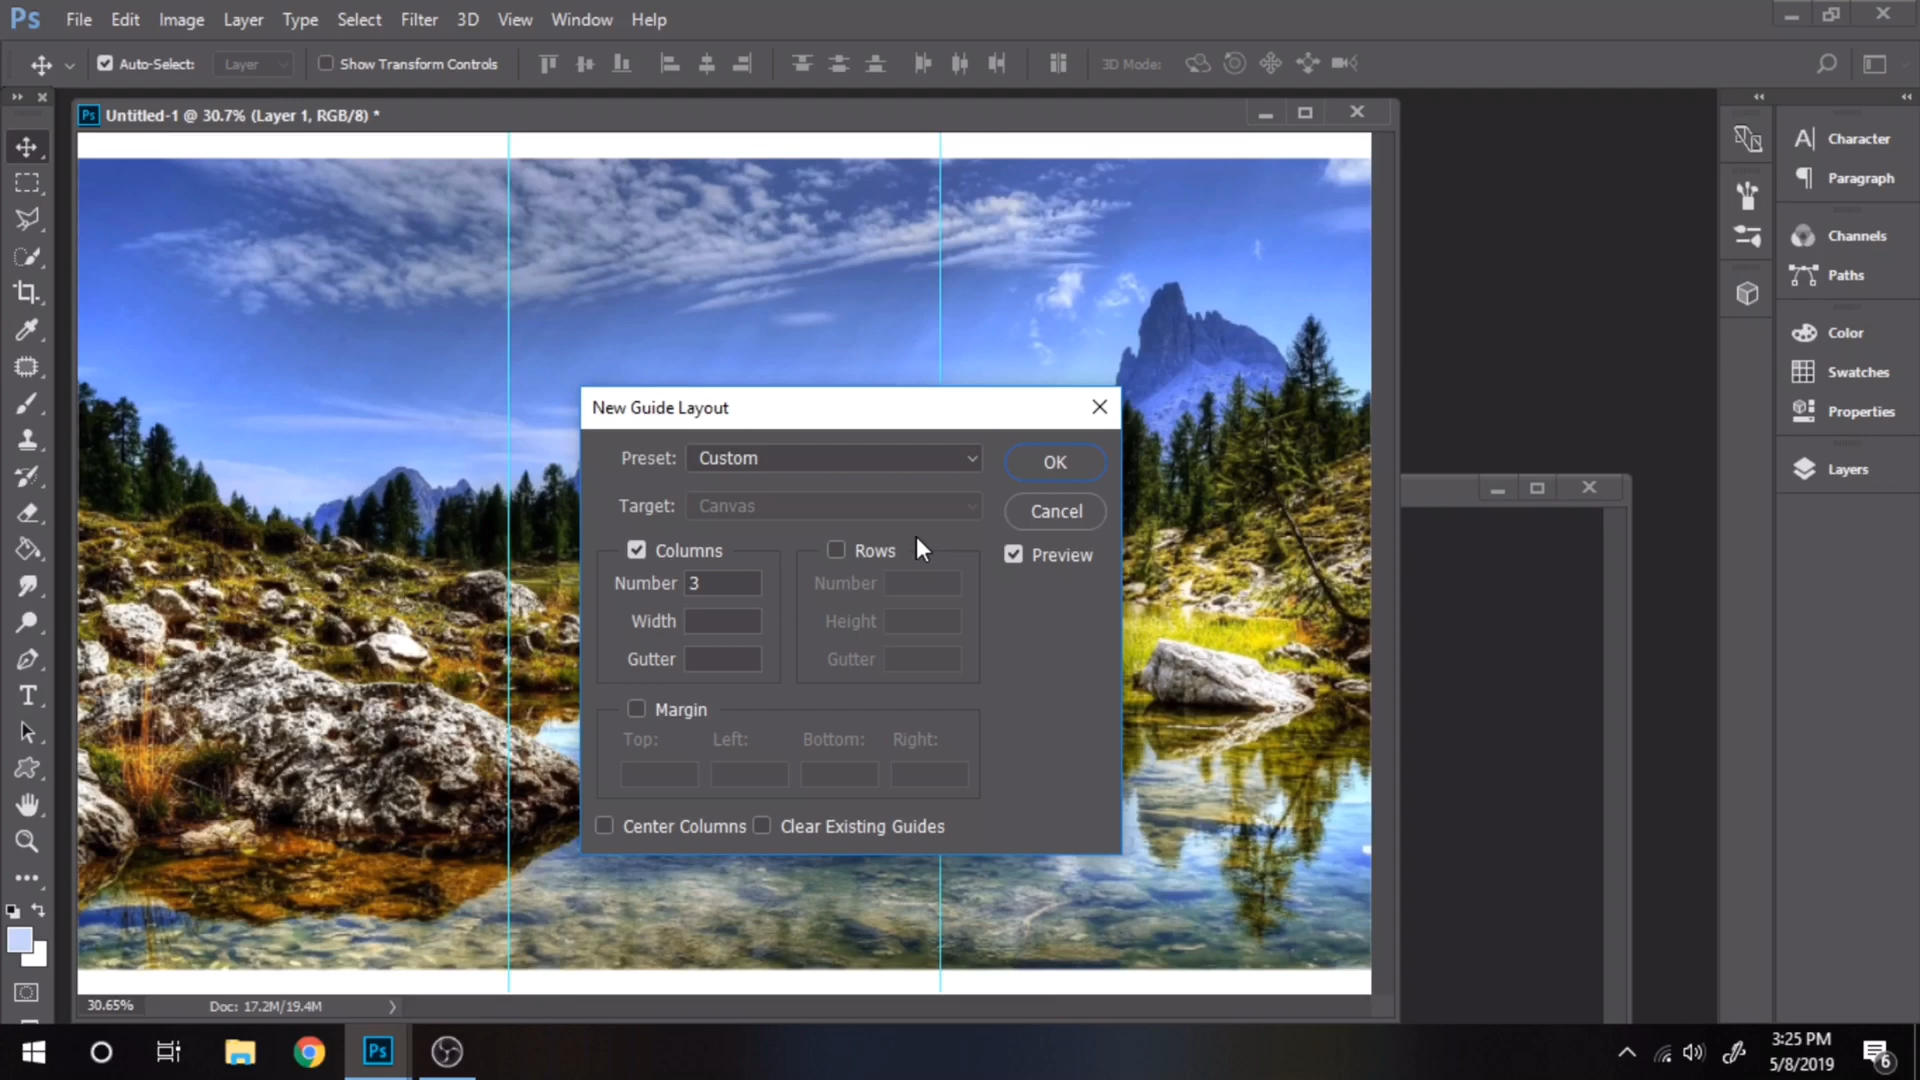 Ps File Edit Image Layer Type Select Filter 3D View Window Help
Auto-Select: Layer Show Transform Controls 3D Mode:
Ps Untitled-1 @ 30.7% (Layer 1, RGB/8) *
Character
Paragraph
Channels
Paths
Color
Swatches
Properties
Layers
New Guide Layout
Preset: Custom OK
Target: Canvas Cancel
Columns Rows Preview
Number 3 Number
Width Height
Gutter Gutter
Margin
Top: Left: Bottom: Right:
Center Columns Clear Existing Guides
30.65% Doc: 17.2M/19.4M
Ps
3:25 PM
5/8/2019
6